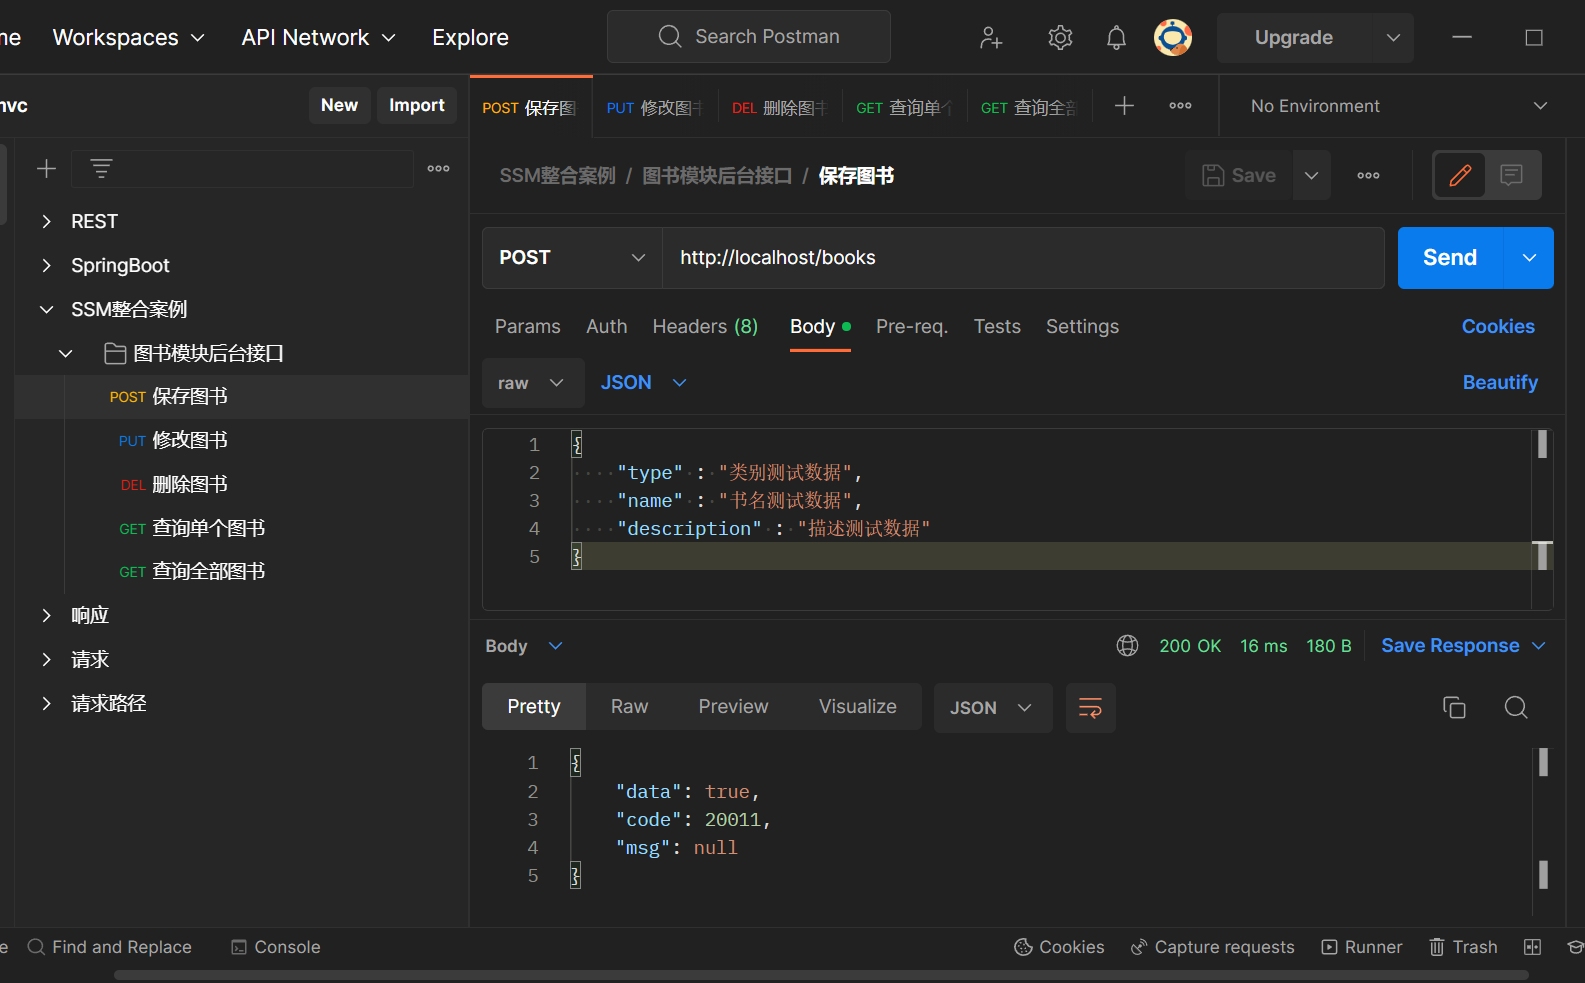 Workspaces
API Network
Explore
Search Postman
Upgrade
New
Import
POST 保存图
PUT 修改图
DEL 删除图
GET 查询单
GET 查询全
No Environment
SSM整合案例 / 图书模块后台接口 / 保存图书
Save
REST
SpringBoot
SSM整合案例
图书模块后台接口
POST 保存图书
PUT 修改图书
DEL 删除图书
GET 查询单个图书
GET 查询全部图书
响应
请求
请求路径
POST
http://localhost/books
Send
Params
Auth
Headers (8)
Body
Pre-req.
Tests
Settings
Cookies
raw
JSON
Beautify
1 {
2 "type" : "类别测试数据",
3 "name" : "书名测试数据",
4 "description" : "描述测试数据"
5 }
Body
200 OK
16 ms
180 B
Save Response
Pretty
Raw
Preview
Visualize
JSON
1 {
2 "data": true,
3 "code": 20011,
4 "msg": null
5 }
Find and Replace
Console
Cookies
Capture requests
Runner
Trash